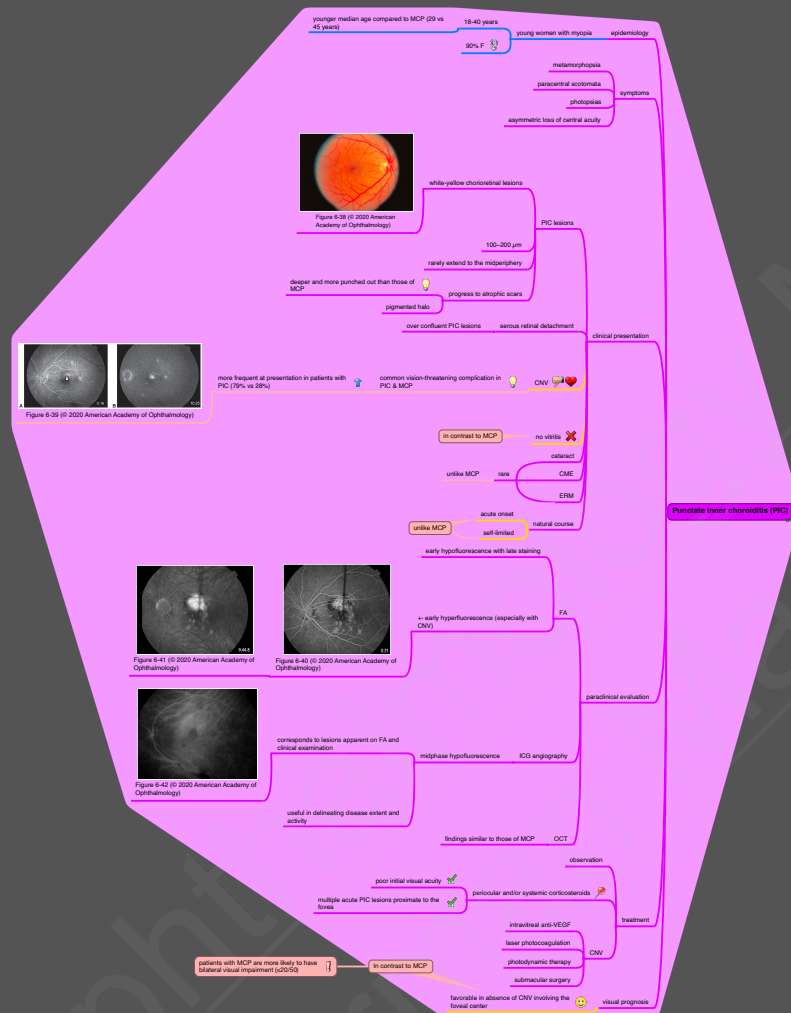 Punctate inner choroiditis (PIC)
epidemiology
young women with myopia
18-40 years
younger median age compared to MCP (29 vs
45 years)
90% F
symptoms
metamorphopsia
paracentral scotomata
photopsias
asymmetric loss of central acuity
clinical presentation
PIC lesions
white-yellow chorioretinal lesions
Figure 6-38 (© 2020 American
Academy of Ophthalmology)
100–200 µm
rarely extend to the midperiphery
progress to atrophic scars
deeper and more punched out than those of
MCP
pigmented halo
serous retinal detachment
over confluent PIC lesions
CNV
common vision-threatening complication in
PIC & MCP
more frequent at presentation in patients with
PIC (79% vs 28%)
A
B
Figure 6-39 (© 2020 American Academy of Ophthalmology)
no vitritis
in contrast to MCP
cataract
CME
ERM
rare
unlike MCP
natural course
acute onset
self-limited
unlike MCP
paraclinical evaluation
FA
early hypofluorescence with late staining
+- early hyperfluorescence (especially with
CNV)
Figure 6-40 (© 2020 American Academy of
Ophthalmology)
9:44.8
Figure 6-41 (© 2020 American Academy of
Ophthalmology)
ICG angiography
midphase hypofluorescence
corresponds to lesions apparent on FA and
clinical examination
Figure 6-42 (© 2020 American Academy of
Ophthalmology)
useful in delineating disease extent and
activity
OCT
findings similar to those of MCP
treatment
observation
periocular and/or systemic corticosteroids
poor initial visual acuity
multiple acute PIC lesions proximate to the
fovea
CNV
intravitreal anti-VEGF
laser photocoagulation
photodynamic therapy
submacular surgery
visual prognosis
favorable in absence of CNV involving the
foveal center
In contrast to MCP
patients with MCP are more likely to have
bilateral visual impairment (≤20/50)